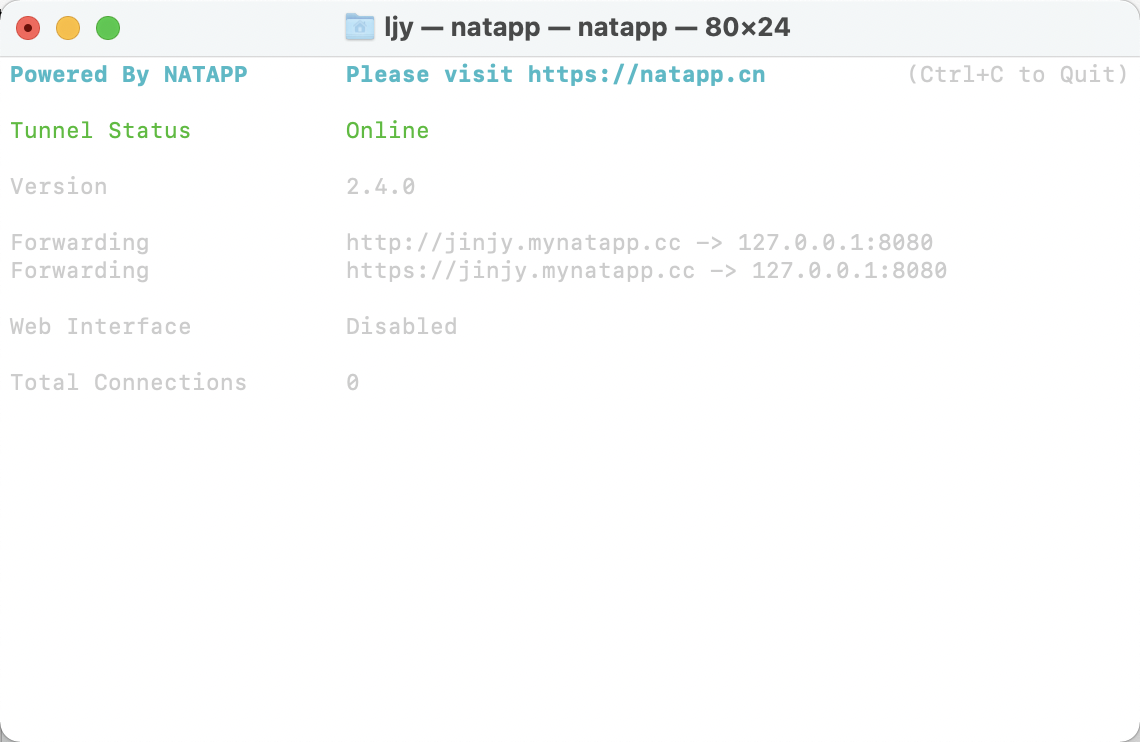 ljy — natapp — natapp — 80×24
Powered By NATAPP Please visit https://natapp.cn (Ctrl+C to Quit)
Tunnel Status Online
Version 2.4.0
Forwarding http://jinjy.mynatapp.cc -> 127.0.0.1:8080
Forwarding https://jinjy.mynatapp.cc -> 127.0.0.1:8080
Web Interface Disabled
Total Connections 0